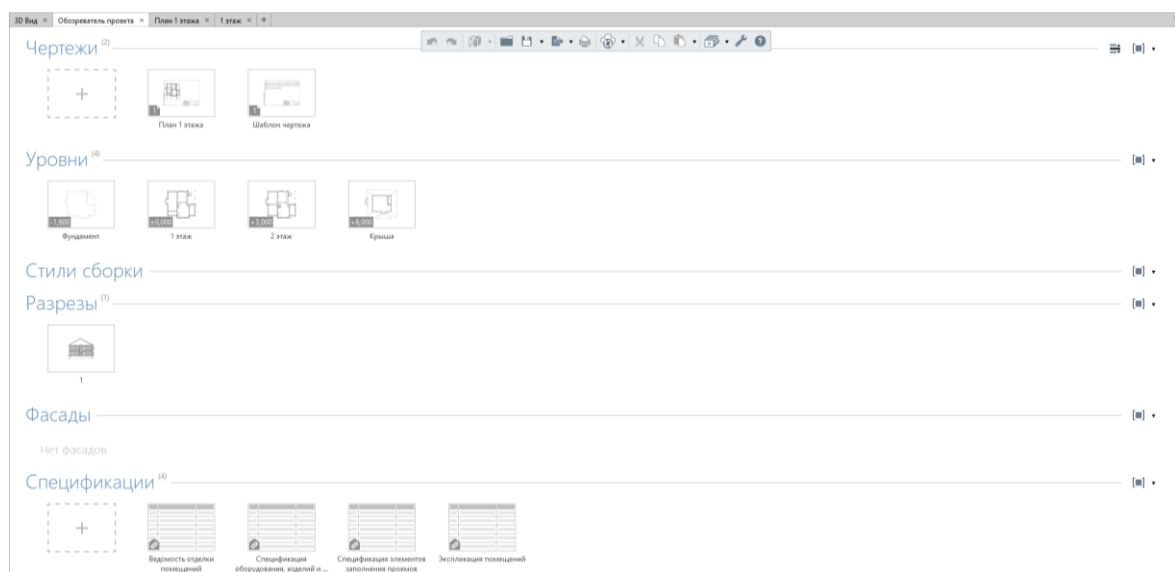 3D Вид × Обозреватель проекта × План 1 этажа × 1 этаж × +
Чертежи (2)
План 1 этажа Шаблон чертежа
Уровни (4)
-1,600 +0,000 +3,000 +6,000
Фундамент 1 этаж 2 этаж Крыша
Стили сборки
Разрезы (1)
1
Фасады
Нет фасадов
Спецификации (4)
Ведомость отделки помещений
Спецификация оборудования, изделий и ...
Спецификация элементов заполнения проемов
Экспликация помещений